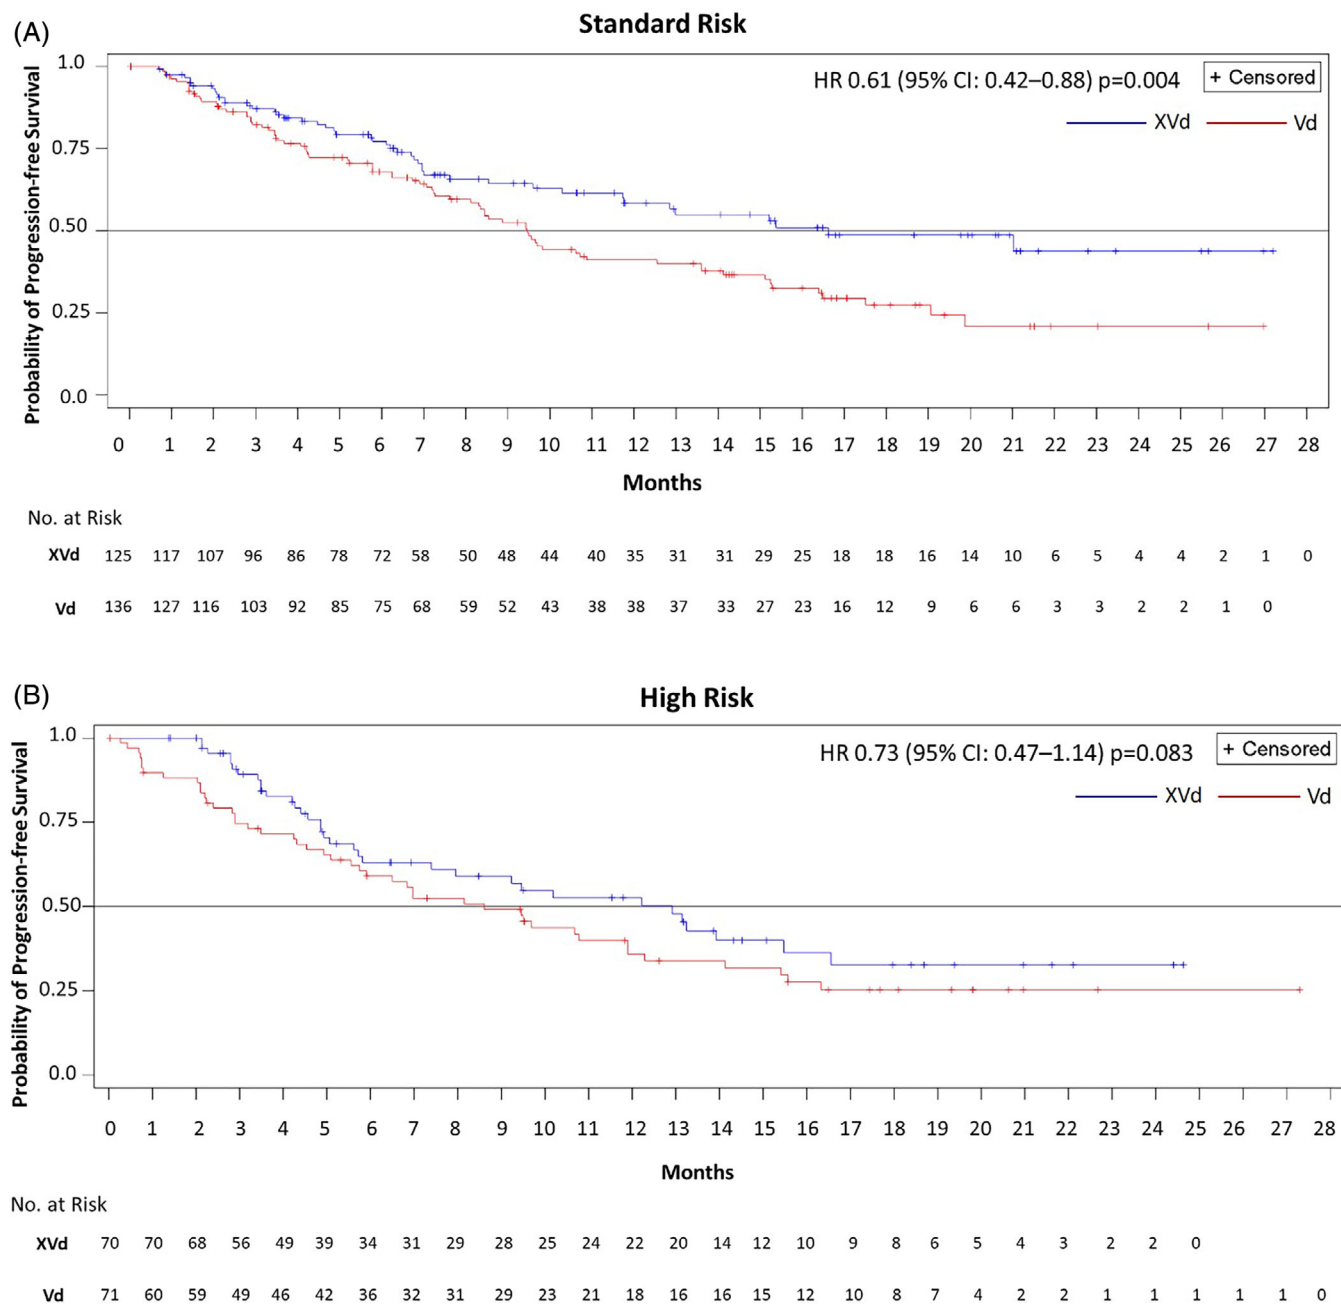 (A)
Standard Risk
HR 0.61 (95% CI: 0.42–0.88) p=0.004
+ Censored
XVd Vd
Probability of Progression-free Survival
1.0
0.75
0.50
0.25
0.0
0 1 2 3 4 5 6 7 8 9 10 11 12 13 14 15 16 17 18 19 20 21 22 23 24 25 26 27 28
Months
No. at Risk
XVd 125 117 107 96 86 78 72 58 50 48 44 40 35 31 31 29 25 18 18 16 14 10 6 5 4 4 2 1 0
Vd 136 127 116 103 92 85 75 68 59 52 43 38 38 37 33 27 23 16 12 9 6 6 3 3 2 2 1 0
(B)
High Risk
HR 0.73 (95% CI: 0.47–1.14) p=0.083
+ Censored
XVd Vd
Probability of Progression-free Survival
1.0
0.75
0.50
0.25
0.0
0 1 2 3 4 5 6 7 8 9 10 11 12 13 14 15 16 17 18 19 20 21 22 23 24 25 26 27 28
Months
No. at Risk
XVd 70 70 68 56 49 39 34 31 29 28 25 24 22 20 14 12 10 9 8 6 5 4 3 2 2 0
Vd 71 60 59 49 46 42 36 32 31 29 23 21 18 16 16 15 12 10 8 7 4 2 2 1 1 1 1 1 0